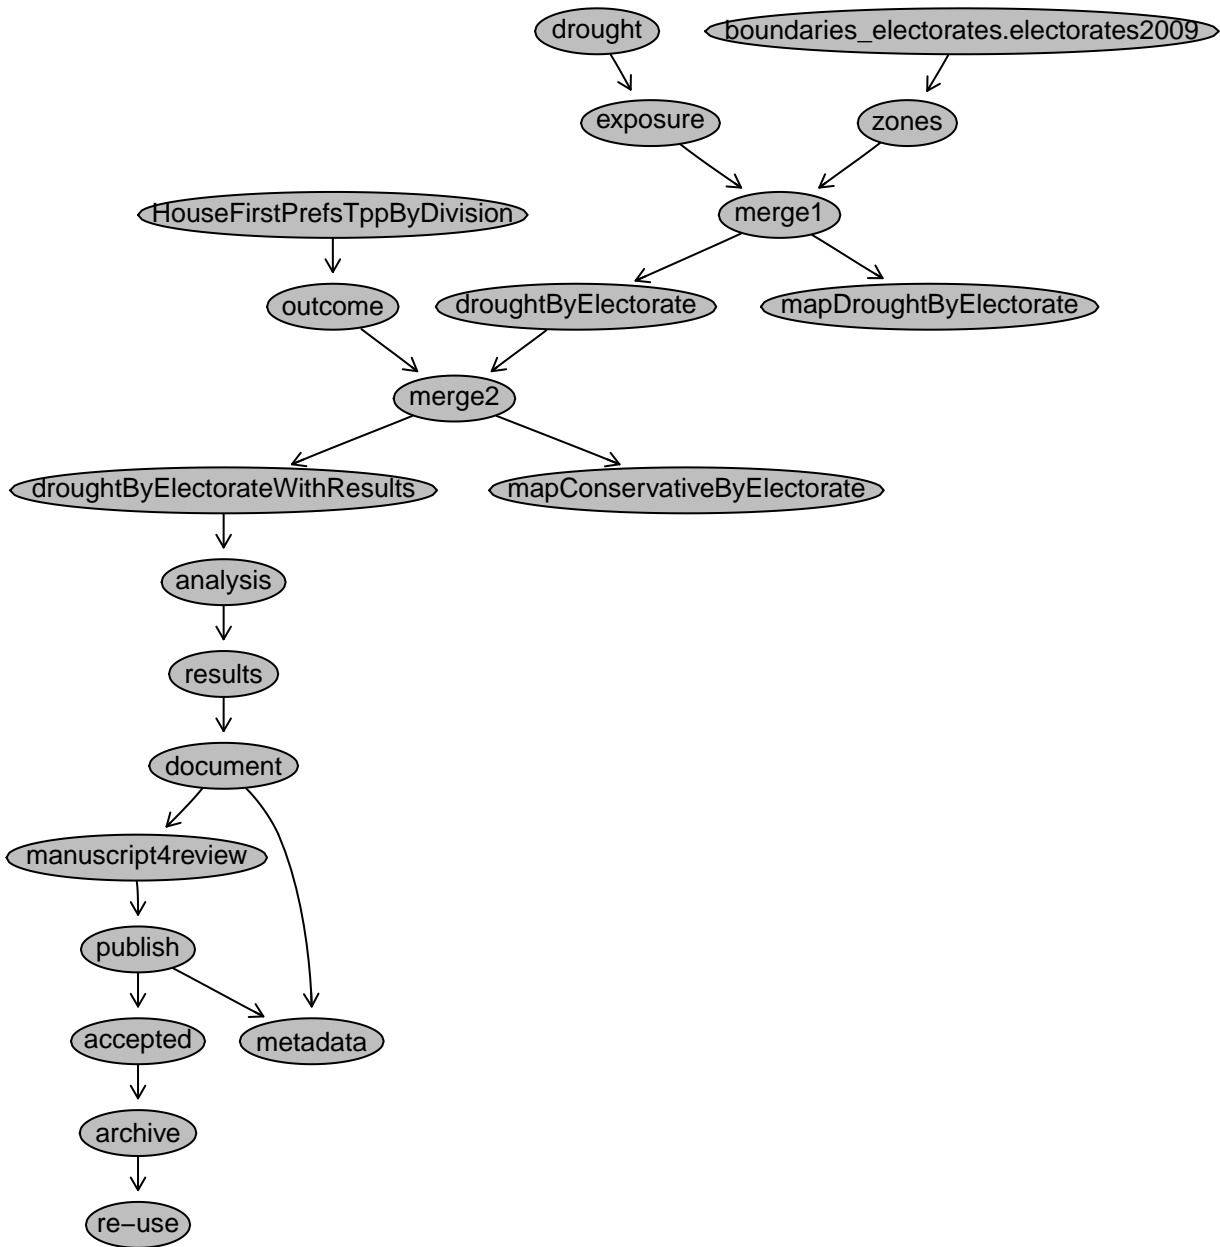 drought
boundaries_electorates.electorates2009
exposure
zones
HouseFirstPrefsTppByDivision
merge1
outcome
droughtByElectorate
mapDroughtByElectorate
merge2
droughtByElectorateWithResults
mapConservativeByElectorate
analysis
results
document
manuscript4review
publish
accepted
metadata
archive
re−use